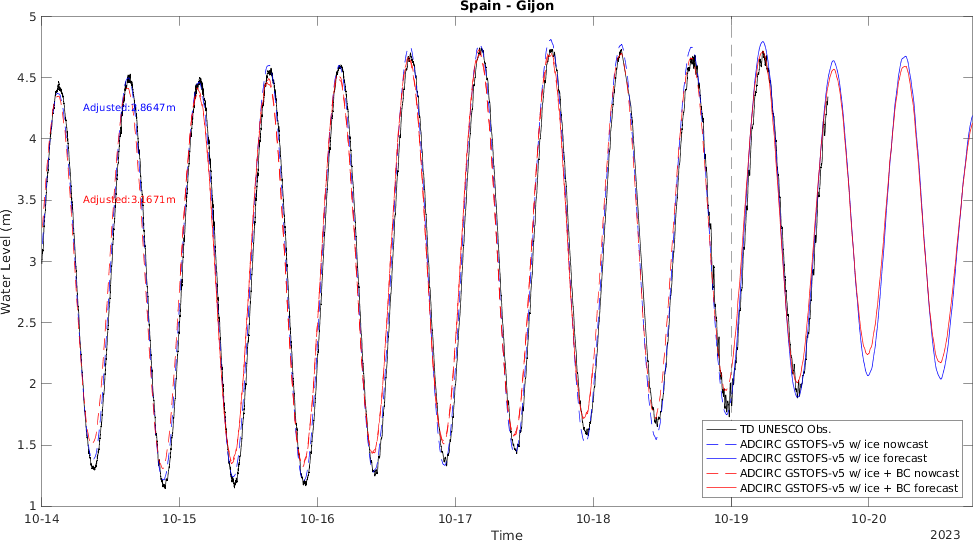 Spain - Gijon
5
4.5
4
3.5
3
2.5
2
1.5
1
Water Level (m)
Adjusted:2.8647m
Adjusted:3.1671m
TD UNESCO Obs.
ADCIRC GSTOFS-v5 w/ ice nowcast
ADCIRC GSTOFS-v5 w/ ice forecast
ADCIRC GSTOFS-v5 w/ ice + BC nowcast
ADCIRC GSTOFS-v5 w/ ice + BC forecast
10-14 10-15 10-16 10-17 10-18 10-19 10-20
Time
2023